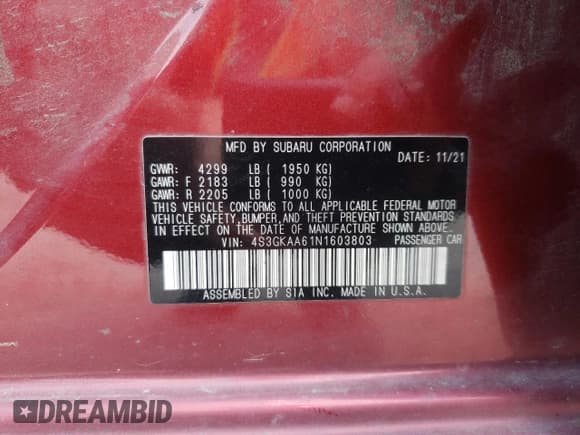 MFD BY SUBARU CORPORATION
DATE: 11/21
GVWR: 4299 LB ( 1950 KG)
GAWR: F 2183 LB ( 990 KG)
GAWR: R 2205 LB ( 1000 KG)
THIS VEHICLE CONFORMS TO ALL APPLICABLE FEDERAL MOTOR
VEHICLE SAFETY,BUMPER,AND THEFT PREVENTION STANDARDS
IN EFFECT ON THE DATE OF MANUFACTURE SHOWN ABOVE.
VIN: 4S3GKAA61N1603803 PASSENGER CAR
ASSEMBLED BY SIA INC. MADE IN U.S.A.
DREAMBID